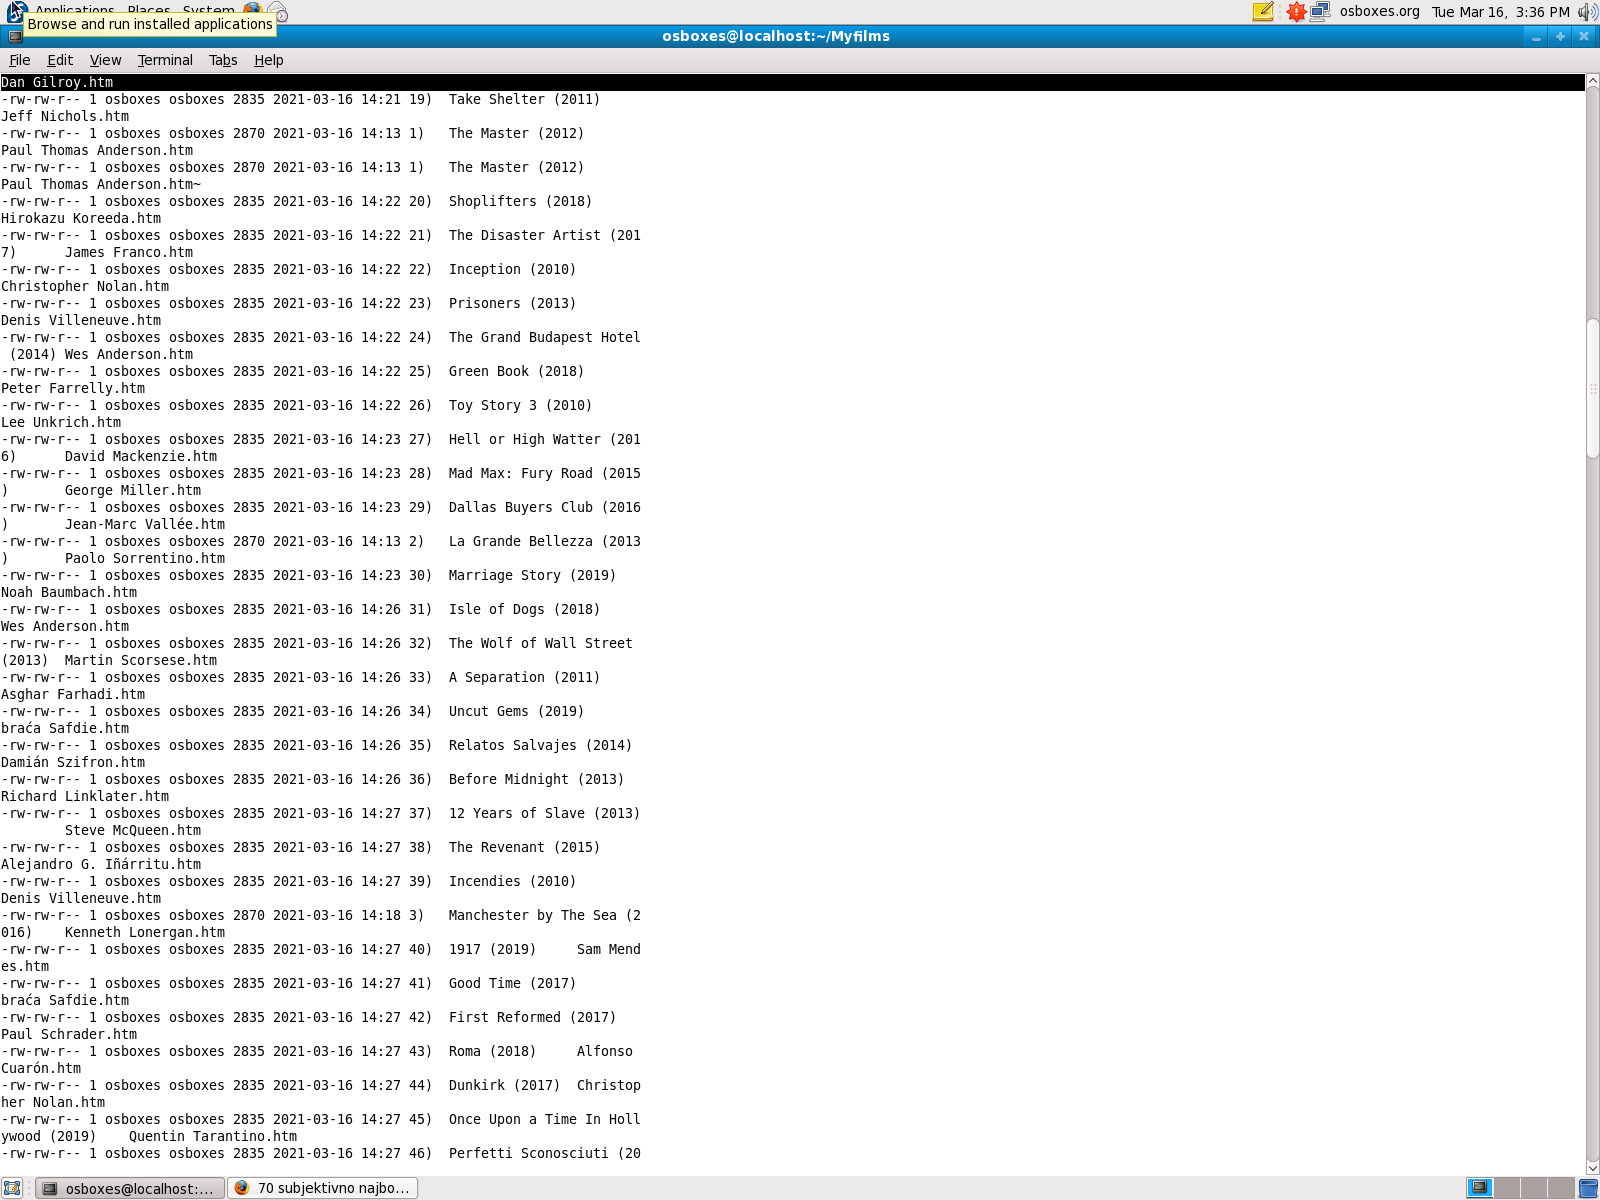 Applications Places System
Browse and run installed applications
osboxes.org Tue Mar 16, 3:36 PM
osboxes@localhost:~/Myfilms
File Edit View Terminal Tabs Help
Dan Gilroy.htm
-rw-rw-r-- 1 osboxes osboxes 2835 2021-03-16 14:21 19)  Take Shelter (2011)
Jeff Nichols.htm
-rw-rw-r-- 1 osboxes osboxes 2870 2021-03-16 14:13 1)   The Master (2012)
Paul Thomas Anderson.htm
-rw-rw-r-- 1 osboxes osboxes 2870 2021-03-16 14:13 1)   The Master (2012)
Paul Thomas Anderson.htm~
-rw-rw-r-- 1 osboxes osboxes 2835 2021-03-16 14:22 20)  Shoplifters (2018)
Hirokazu Koreeda.htm
-rw-rw-r-- 1 osboxes osboxes 2835 2021-03-16 14:22 21)  The Disaster Artist (201
7)      James Franco.htm
-rw-rw-r-- 1 osboxes osboxes 2835 2021-03-16 14:22 22)  Inception (2010)
Christopher Nolan.htm
-rw-rw-r-- 1 osboxes osboxes 2835 2021-03-16 14:22 23)  Prisoners (2013)
Denis Villeneuve.htm
-rw-rw-r-- 1 osboxes osboxes 2835 2021-03-16 14:22 24)  The Grand Budapest Hotel
 (2014) Wes Anderson.htm
-rw-rw-r-- 1 osboxes osboxes 2835 2021-03-16 14:22 25)  Green Book (2018)
Peter Farrelly.htm
-rw-rw-r-- 1 osboxes osboxes 2835 2021-03-16 14:22 26)  Toy Story 3 (2010)
Lee Unkrich.htm
-rw-rw-r-- 1 osboxes osboxes 2835 2021-03-16 14:23 27)  Hell or High Watter (201
6)      David Mackenzie.htm
-rw-rw-r-- 1 osboxes osboxes 2835 2021-03-16 14:23 28)  Mad Max: Fury Road (2015
)       George Miller.htm
-rw-rw-r-- 1 osboxes osboxes 2835 2021-03-16 14:23 29)  Dallas Buyers Club (2016
)       Jean-Marc Vallée.htm
-rw-rw-r-- 1 osboxes osboxes 2870 2021-03-16 14:13 2)   La Grande Bellezza (2013
)       Paolo Sorrentino.htm
-rw-rw-r-- 1 osboxes osboxes 2835 2021-03-16 14:23 30)  Marriage Story (2019)
Noah Baumbach.htm
-rw-rw-r-- 1 osboxes osboxes 2835 2021-03-16 14:26 31)  Isle of Dogs (2018)
Wes Anderson.htm
-rw-rw-r-- 1 osboxes osboxes 2835 2021-03-16 14:26 32)  The Wolf of Wall Street
(2013)  Martin Scorsese.htm
-rw-rw-r-- 1 osboxes osboxes 2835 2021-03-16 14:26 33)  A Separation (2011)
Asghar Farhadi.htm
-rw-rw-r-- 1 osboxes osboxes 2835 2021-03-16 14:26 34)  Uncut Gems (2019)
braća Safdie.htm
-rw-rw-r-- 1 osboxes osboxes 2835 2021-03-16 14:26 35)  Relatos Salvajes (2014)
Damián Szifron.htm
-rw-rw-r-- 1 osboxes osboxes 2835 2021-03-16 14:26 36)  Before Midnight (2013)
Richard Linklater.htm
-rw-rw-r-- 1 osboxes osboxes 2835 2021-03-16 14:27 37)  12 Years of Slave (2013)
        Steve McQueen.htm
-rw-rw-r-- 1 osboxes osboxes 2835 2021-03-16 14:27 38)  The Revenant (2015)
Alejandro G. Iñárritu.htm
-rw-rw-r-- 1 osboxes osboxes 2835 2021-03-16 14:27 39)  Incendies (2010)
Denis Villeneuve.htm
-rw-rw-r-- 1 osboxes osboxes 2870 2021-03-16 14:18 3)   Manchester by The Sea (2
016)    Kenneth Lonergan.htm
-rw-rw-r-- 1 osboxes osboxes 2835 2021-03-16 14:27 40)  1917 (2019)     Sam Mend
es.htm
-rw-rw-r-- 1 osboxes osboxes 2835 2021-03-16 14:27 41)  Good Time (2017)
braća Safdie.htm
-rw-rw-r-- 1 osboxes osboxes 2835 2021-03-16 14:27 42)  First Reformed (2017)
Paul Schrader.htm
-rw-rw-r-- 1 osboxes osboxes 2835 2021-03-16 14:27 43)  Roma (2018)     Alfonso
Cuarón.htm
-rw-rw-r-- 1 osboxes osboxes 2835 2021-03-16 14:27 44)  Dunkirk (2017)  Christop
her Nolan.htm
-rw-rw-r-- 1 osboxes osboxes 2835 2021-03-16 14:27 45)  Once Upon a Time In Holl
ywood (2019)    Quentin Tarantino.htm
-rw-rw-r-- 1 osboxes osboxes 2835 2021-03-16 14:27 46)  Perfetti Sconosciuti (20
osboxes@localhost:... 70 subjektivno najbo...